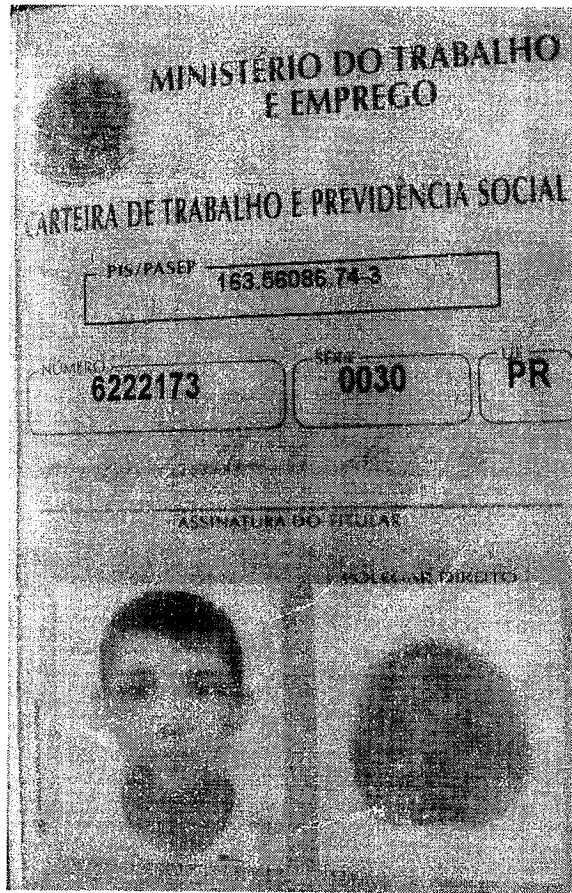 MINISTÉRIO DO TRABALHO
E EMPREGO
CARTEIRA DE TRABALHO E PREVIDÊNCIA SOCIAL
PIS/PASEP
163.56086.74-3
NÚMERO
6222173
SÉRIE
0030
UF
PR
ASSINATURA DO TITULAR
POLEGAR DIREITO